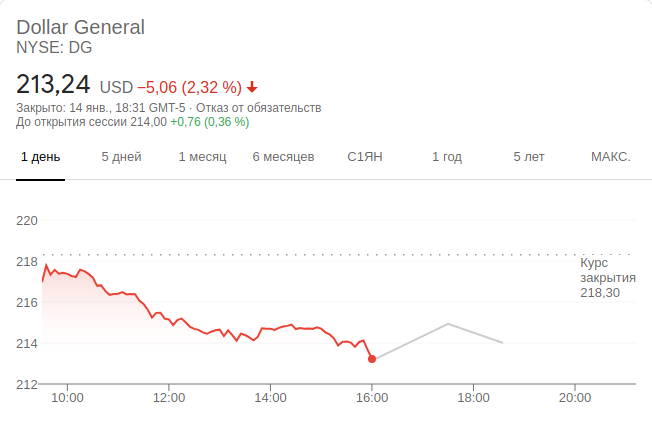 Dollar General
NYSE: DG
213,24 USD −5,06 (2,32 %)
Закрыто: 14 янв., 18:31 GMT-5 · Отказ от обязательств
До открытия сессии 214,00 +0,76 (0,36 %)
1 день 5 дней 1 месяц 6 месяцев С1ЯН 1 год 5 лет МАКС.
220
218
216
214
212
Курс
закрытия
218,30
10:00 12:00 14:00 16:00 18:00 20:00